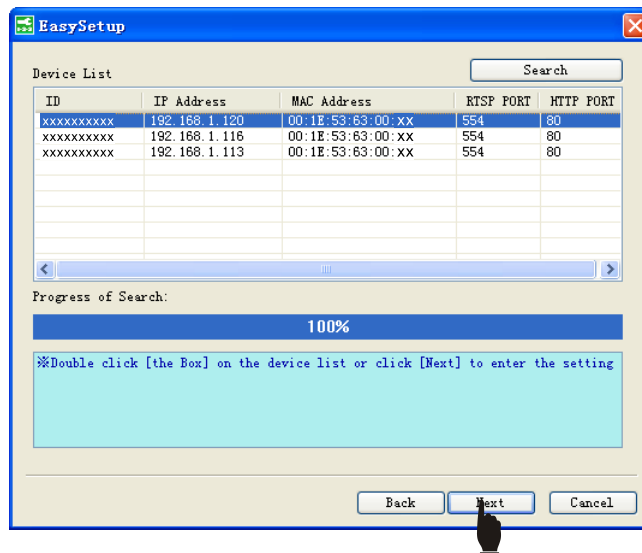 EasySetup
Device List
Search
ID IP Address MAC Address RTSP PORT HTTP PORT
xxxxxxxxxx 192.168.1.120 00:1E:53:63:00:XX 554 80
xxxxxxxxxx 192.168.1.116 00:1E:53:63:00:XX 554 80
xxxxxxxxxx 192.168.1.113 00:1E:53:63:00:XX 554 80
Progress of Search:
100%
※Double click [the Box] on the device list or click [Next] to enter the setting
Back Next Cancel